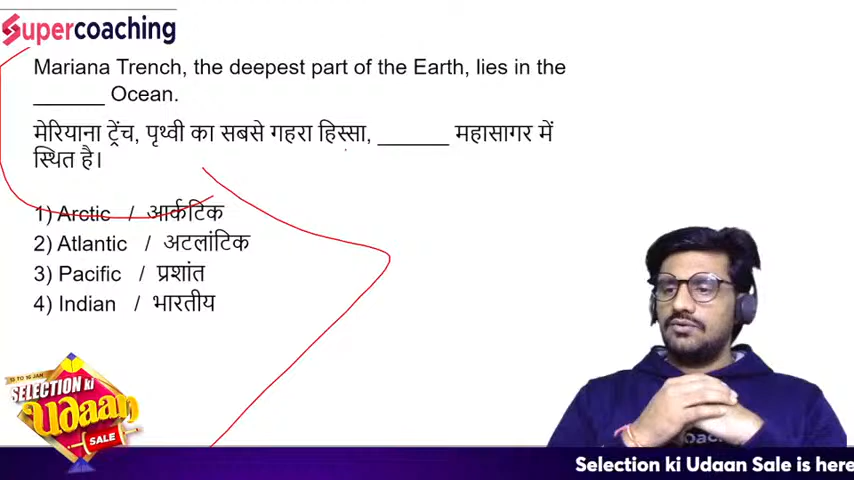 Supercoaching
Mariana Trench, the deepest part of the Earth, lies in the
______ Ocean.
मेरियाना ट्रेंच, पृथ्वी का सबसे गहरा हिस्सा, ______ महासागर में
स्थित है।
1) Arctic / आर्कटिक
2) Atlantic / अटलांटिक
3) Pacific / प्रशांत
4) Indian / भारतीय
SELECTION ki
Udaan
SALE
Selection ki Udaan Sale is here